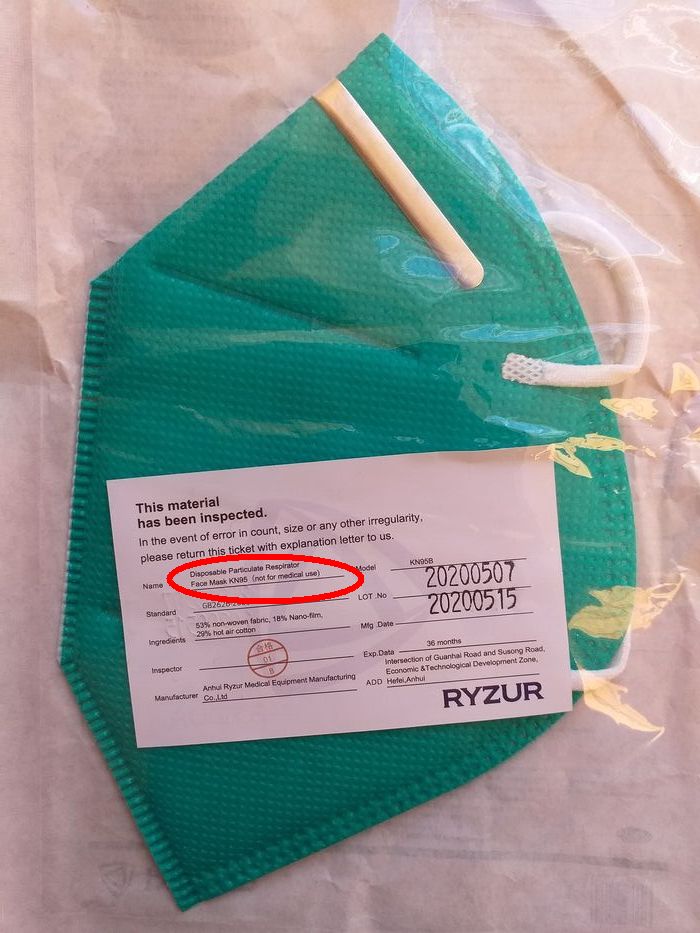 This material
has been inspected.
In the event of error in count, size or any other irregularity,
please return this ticket with explanation letter to us.
Name Disposable Particulate Respirator
Face Mask KN95 (not for medical use)
Model KN95B
Standard
LOT .No 20200507
20200515
Ingredients 53% non-woven fabric, 18% Nano-film,
29% hot air cotton
Mfg .Date
Inspector 合格
01
B
Exp.Data 36 months
Manufacturer Anhui Ryzur Medical Equipment Manufacturing
Co.,Ltd
ADD Intersection of Guanhai Road and Susong Road,
Economic &Technological Development Zone,
Hefei,Anhui
RYZUR